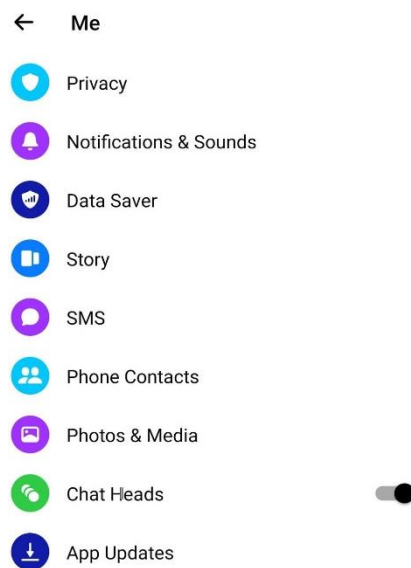 Me
Privacy
Notifications & Sounds
Data Saver
Story
SMS
Phone Contacts
Photos & Media
Chat Heads
App Updates